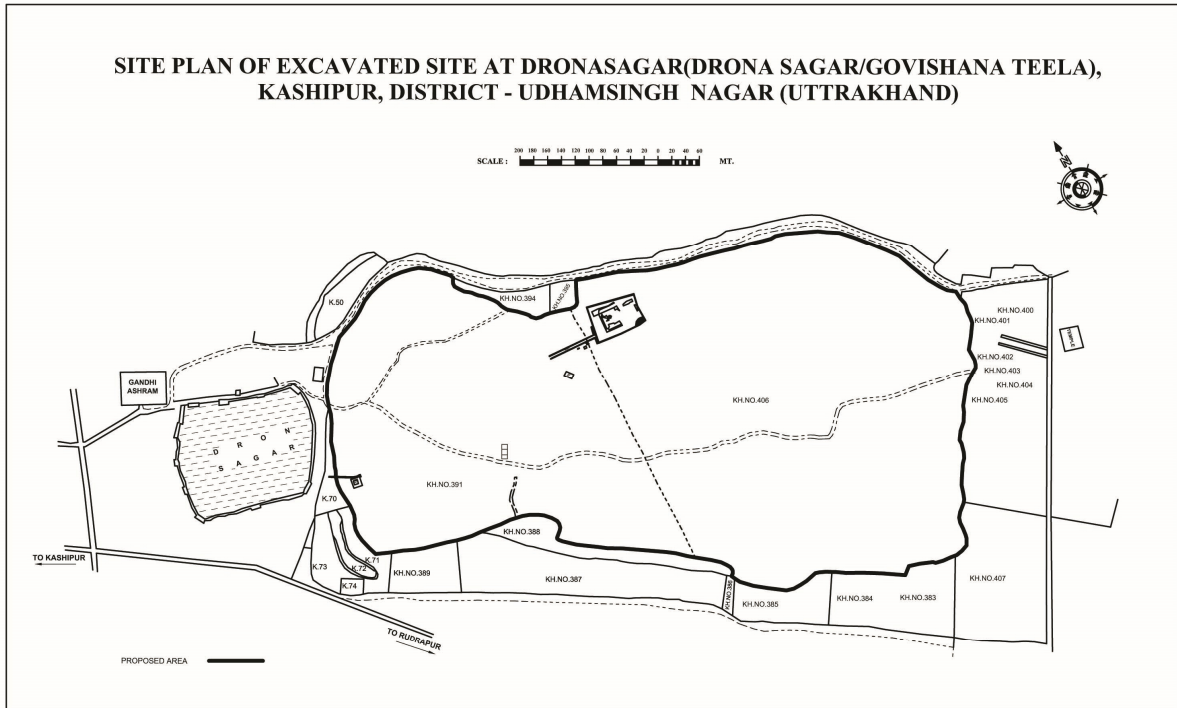 SITE PLAN OF EXCAVATED SITE AT DRONASAGAR(DRONA SAGAR/GOVISHANA TEELA),
KASHIPUR, DISTRICT - UDHAMSINGH NAGAR (UTTRAKHAND)
SCALE : 200 180 160 140 120 100 80 60 40 20 0 20 40 60 MT.
N
K.50
KH.NO.394
KH.NO.395
KH.NO.400
KH.NO.401
TEMPLE
KH.NO.402
KH.NO.403
KH.NO.404
KH.NO.405
GANDHI
ASHRAM
KH.NO.406
DRON
SAGAR
KH.NO.391
K.70
KH.NO.388
TO KASHIPUR
K.73
K.71
K.72
K.74
KH.NO.389
KH.NO.387
KH.NO.386
KH.NO.385
KH.NO.384
KH.NO.383
KH.NO.407
TO RUDRAPUR
PROPOSED AREA